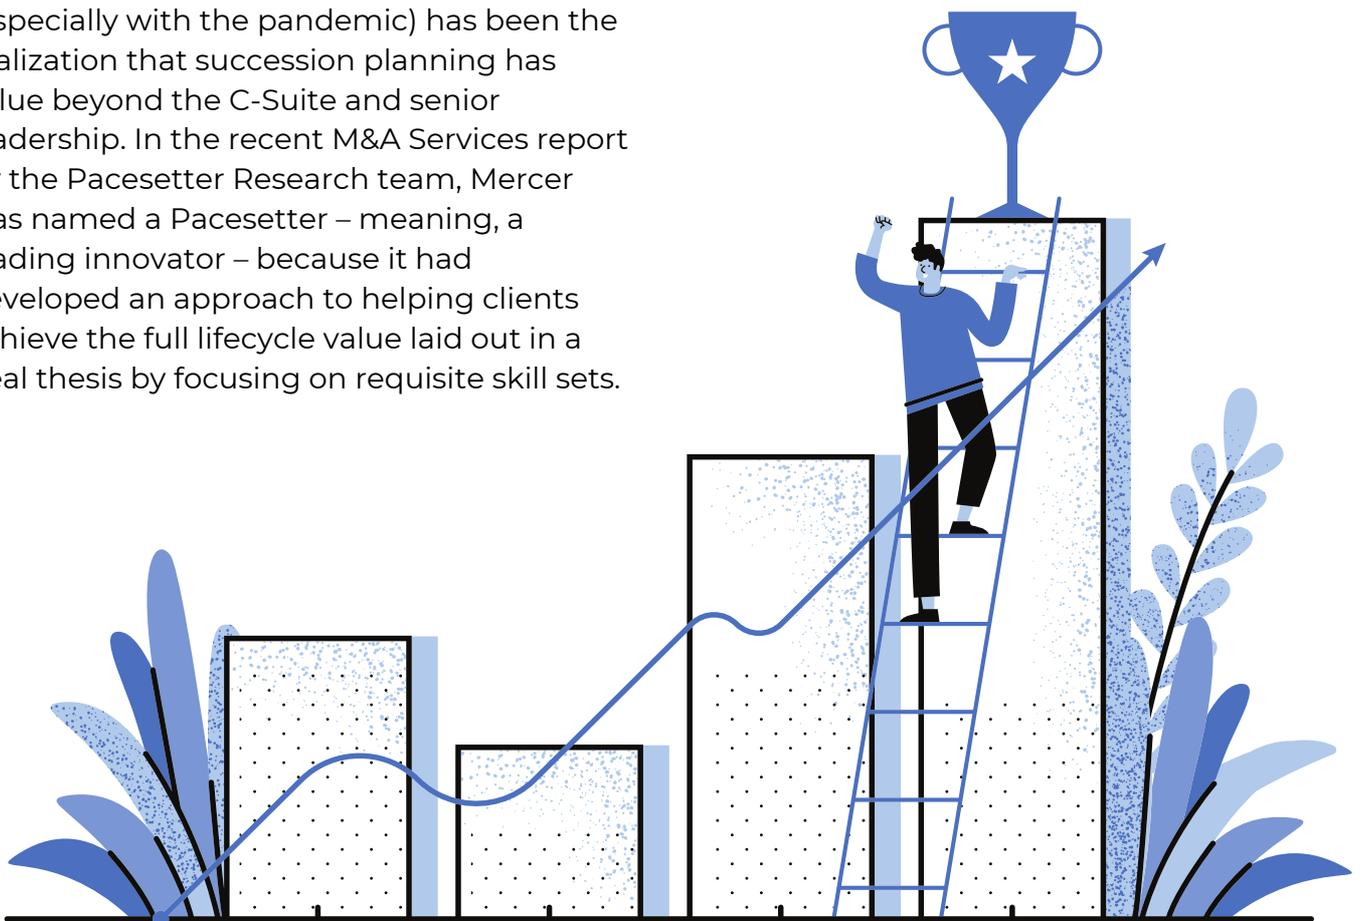 specially with the pandemic) has been the
alization that succession planning has
lue beyond the C-Suite and senior
adership. In the recent M&A Services report
the Pacesetter Research team, Mercer
as named a Pacesetter – meaning, a
ading innovator – because it had
eveloped an approach to helping clients
hieve the full lifecycle value laid out in a
eal thesis by focusing on requisite skill sets.